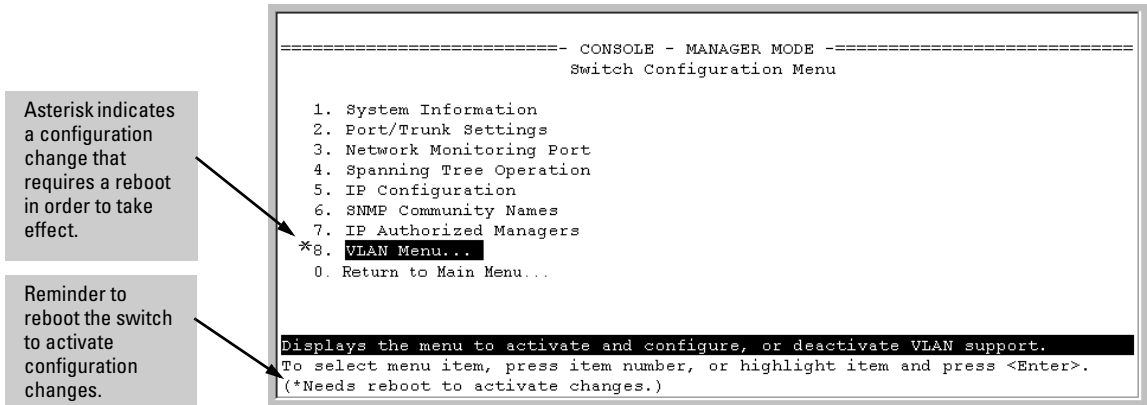 Asterisk indicates
a configuration
change that
requires a reboot
in order to take
effect.
Reminder to
reboot the switch
to activate
configuration
changes.
==========================- CONSOLE - MANAGER MODE -============================
Switch Configuration Menu
1. System Information
2. Port/Trunk Settings
3. Network Monitoring Port
4. Spanning Tree Operation
5. IP Configuration
6. SNMP Community Names
7. IP Authorized Managers
*8. VLAN Menu...
0. Return to Main Menu...
Displays the menu to activate and configure, or deactivate VLAN support.
To select menu item, press item number, or highlight item and press <Enter>.
(*Needs reboot to activate changes.)